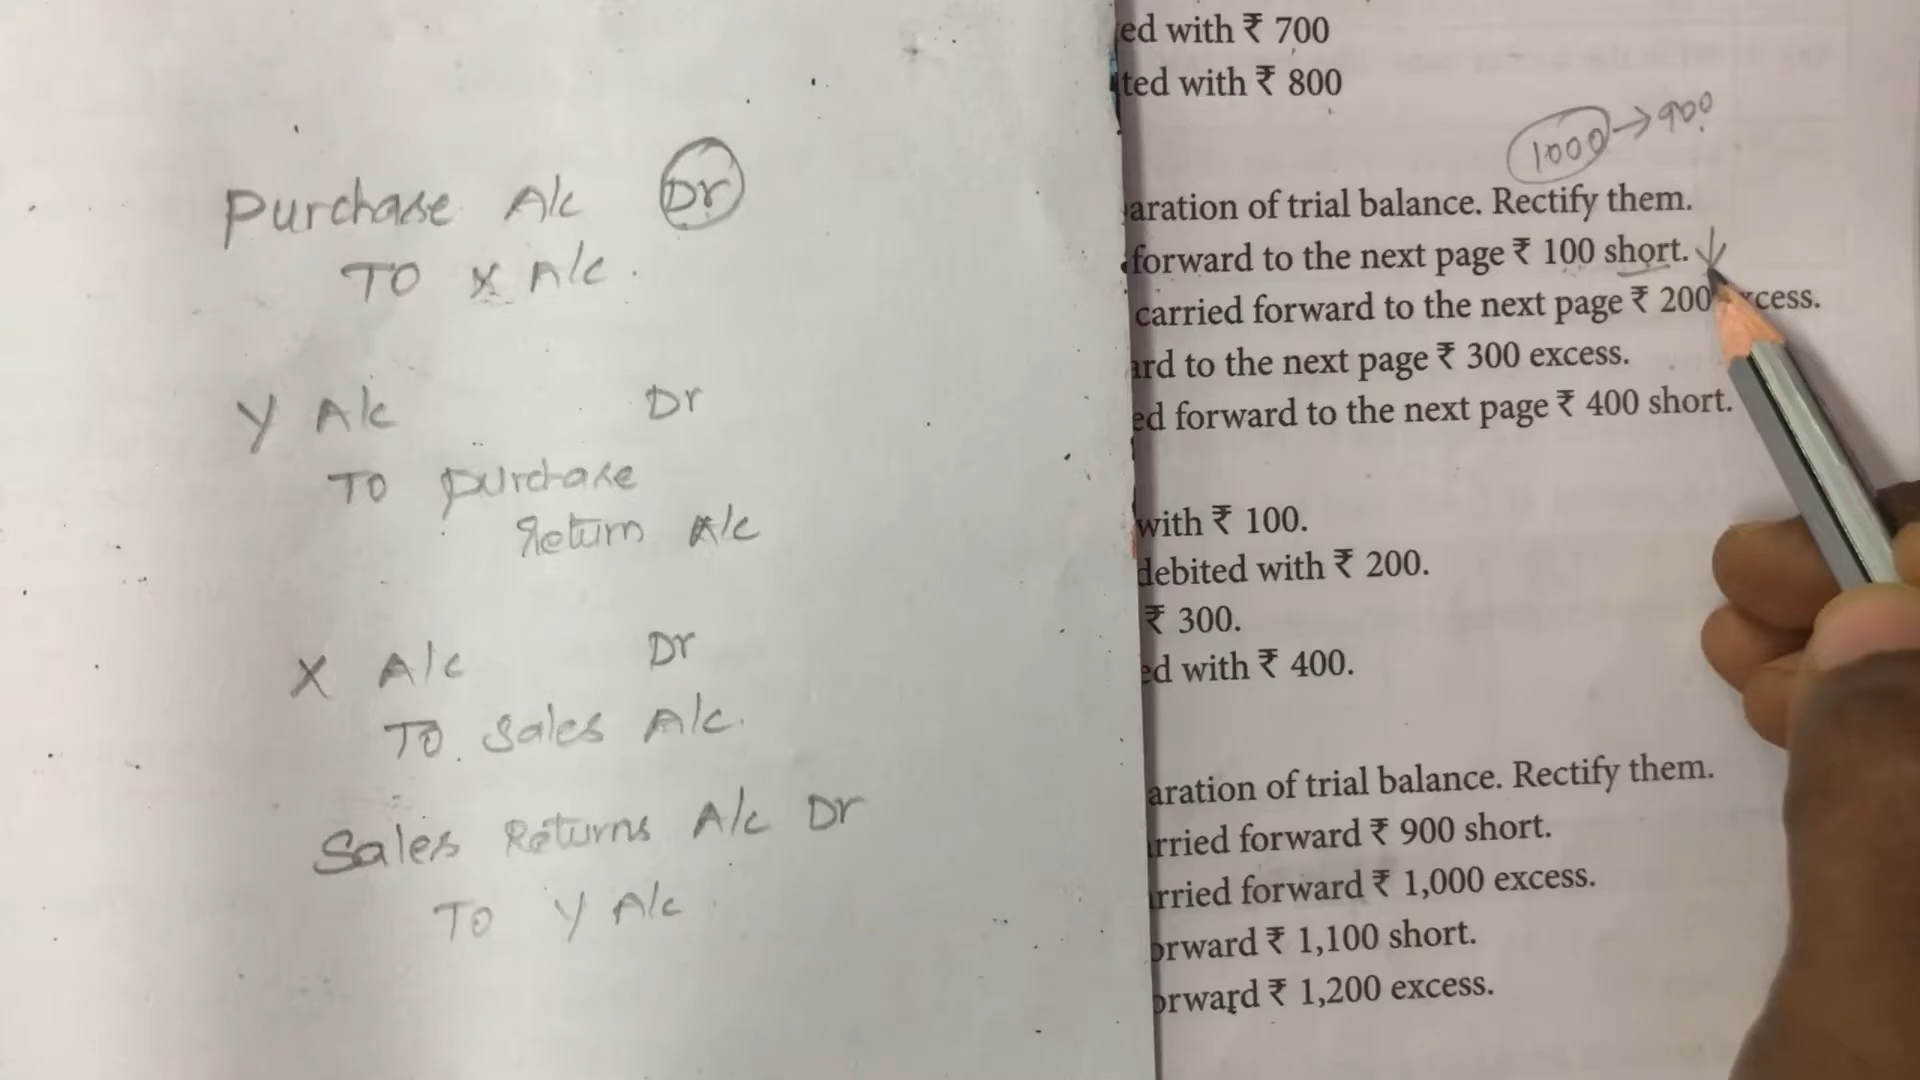 Purchase A/c Dr
TO X A/c.
Y A/c Dr
TO purchase
Return A/c
X A/c Dr
TO Sales A/c.
Sales Returns A/c Dr
TO Y A/c
ed with ₹ 700
ted with ₹ 800
1000 → 900
aration of trial balance. Rectify them.
forward to the next page ₹ 100 short. ↓
carried forward to the next page ₹ 200 xcess.
ard to the next page ₹ 300 excess.
ed forward to the next page ₹ 400 short.
with ₹ 100.
debited with ₹ 200.
₹ 300.
ed with ₹ 400.
aration of trial balance. Rectify them.
rried forward ₹ 900 short.
rried forward ₹ 1,000 excess.
orward ₹ 1,100 short.
orward ₹ 1,200 excess.